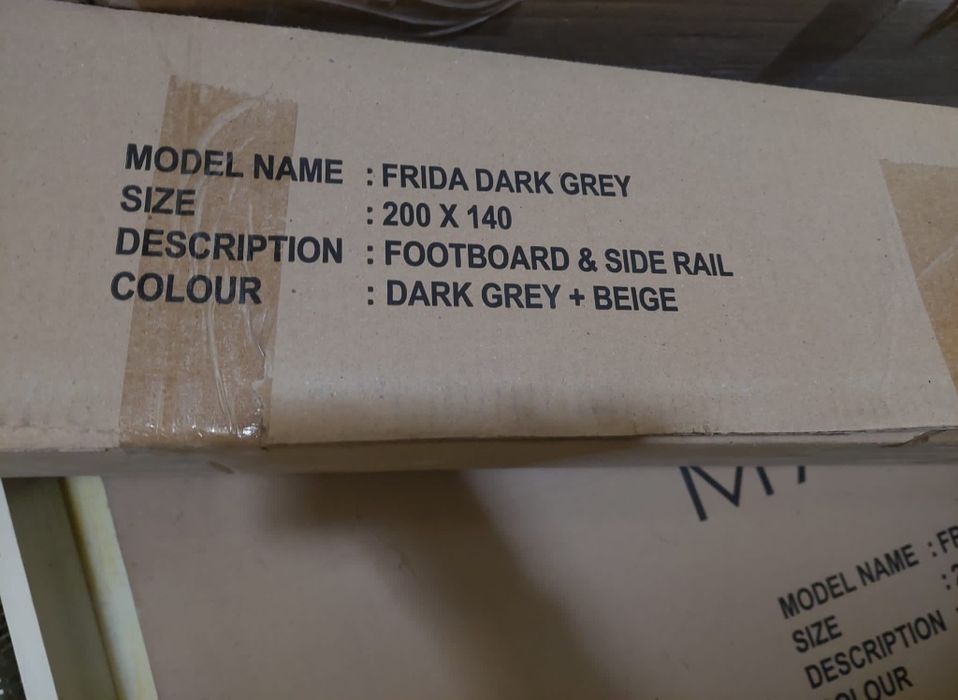 MODEL NAME : FRIDA DARK GREY
SIZE : 200 X 140
DESCRIPTION : FOOTBOARD & SIDE RAIL
COLOUR : DARK GREY + BEIGE
MODEL NAME :
SIZE :
DESCRIPTION